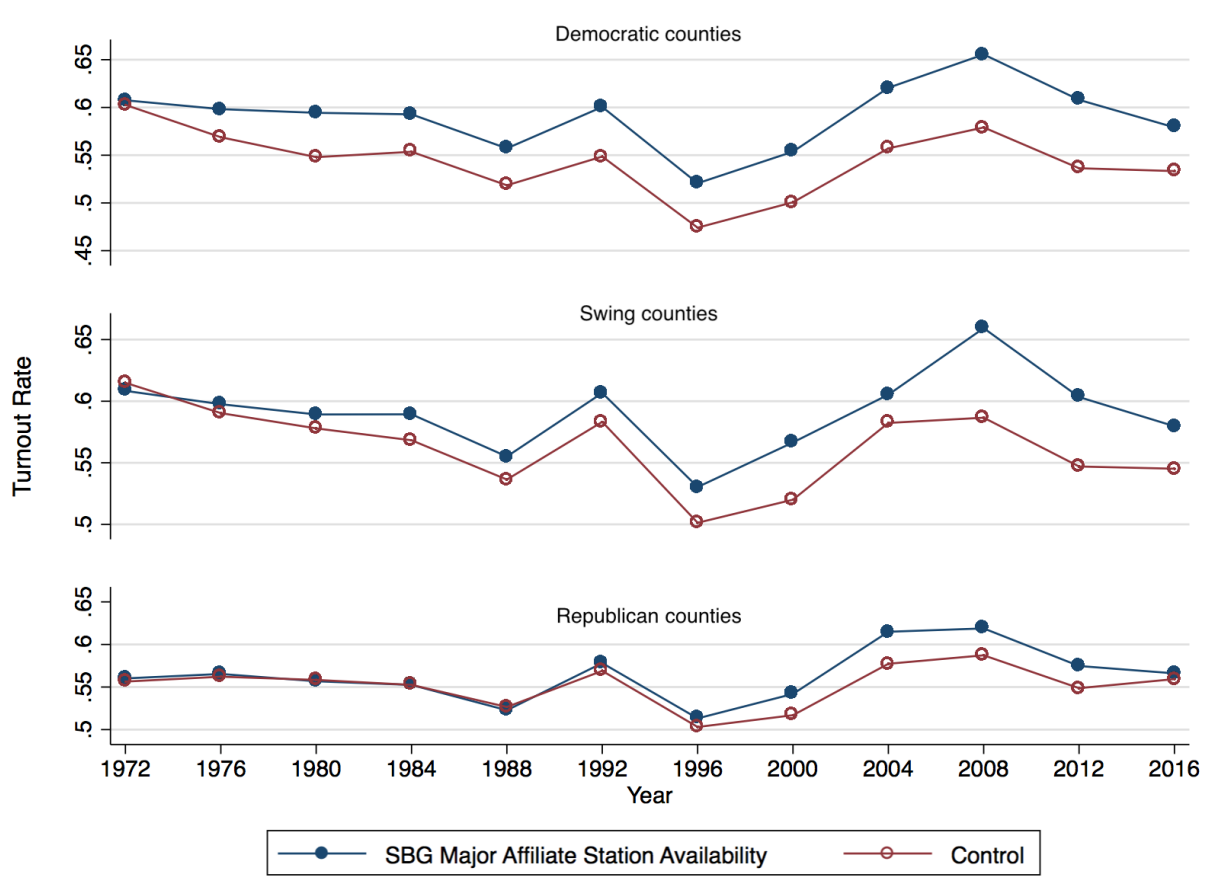 Democratic counties
.65
.6
.55
.5
.45
Swing counties
.65
.6
.55
.5
Turnout Rate
Republican counties
.65
.6
.55
.5
1972 1976 1980 1984 1988 1992 1996 2000 2004 2008 2012 2016
Year
SBG Major Affiliate Station Availability Control